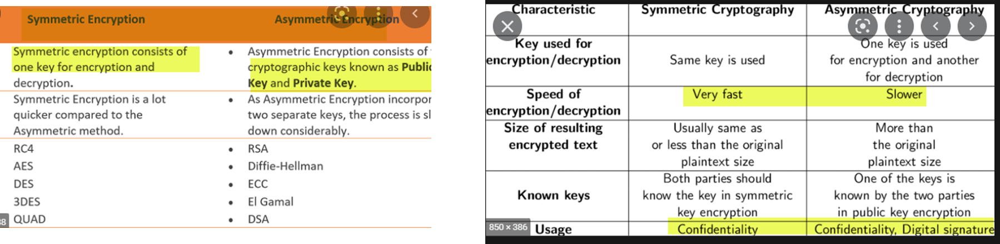 Symmetric Encryption
Asymmetric Encryption
Symmetric encryption consists of
one key for encryption and
decryption.
• Asymmetric Encryption consists of
cryptographic keys known as Public
Key and Private Key.
Symmetric Encryption is a lot
quicker compared to the
Asymmetric method.
• As Asymmetric Encryption incorpor
two separate keys, the process is sl
down considerably.
RC4
AES
DES
3DES
QUAD
• RSA
• Diffie-Hellman
• ECC
• El Gamal
• DSA
38
Characteristic
Symmetric Cryptography
Asymmetric Cryptography
Key used for
encryption/decryption
Same key is used
One key is used
for encryption and another
for decryption
Speed of
encryption/decryption
Very fast
Slower
Size of resulting
encrypted text
Usually same as
or less than the original
plaintext size
More than
the original
plaintext size
Known keys
Both parties should
know the key in symmetric
key encryption
One of the keys is
known by the two parties
in public key encryption
850 × 386
Usage
Confidentiality
Confidentiality, Digital signature